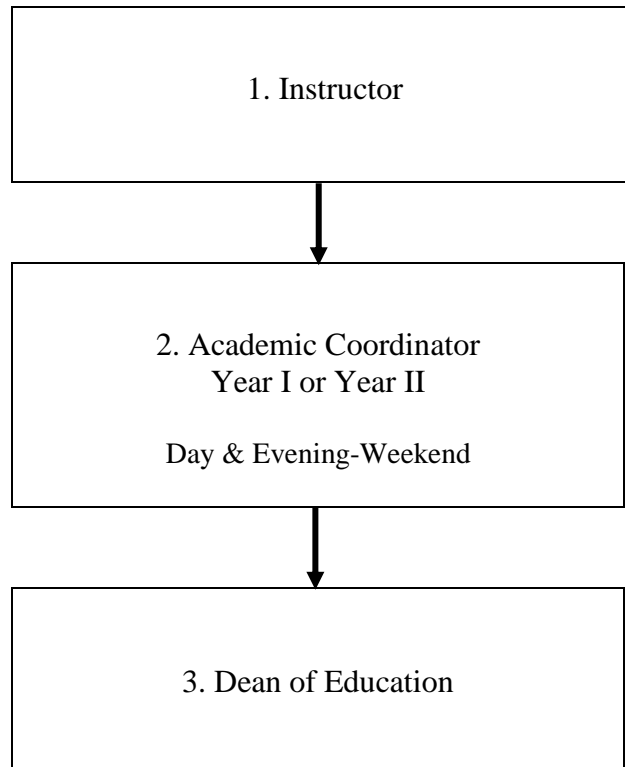 1. Instructor
2. Academic Coordinator
Year I or Year II
Day & Evening-Weekend
3. Dean of Education